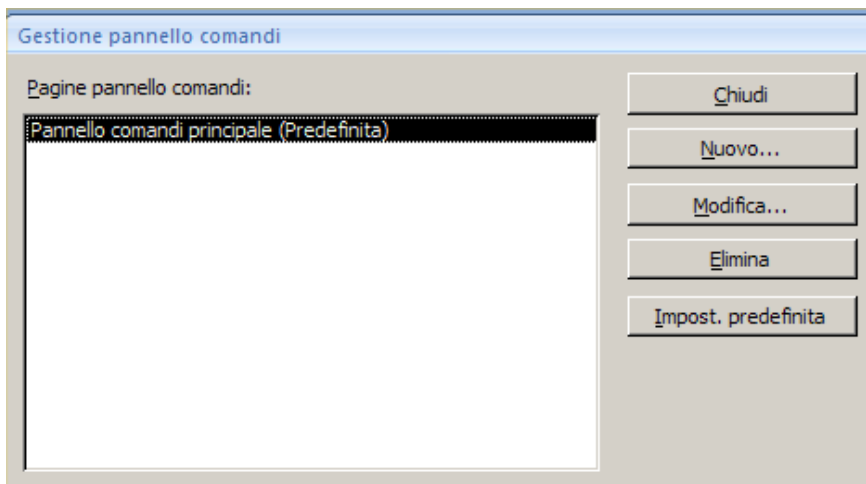 Gestione pannello comandi
Pagine pannello comandi:
Pannello comandi principale (Predefinita)
Chiudi
Nuovo...
Modifica...
Elimina
Impost. predefinita